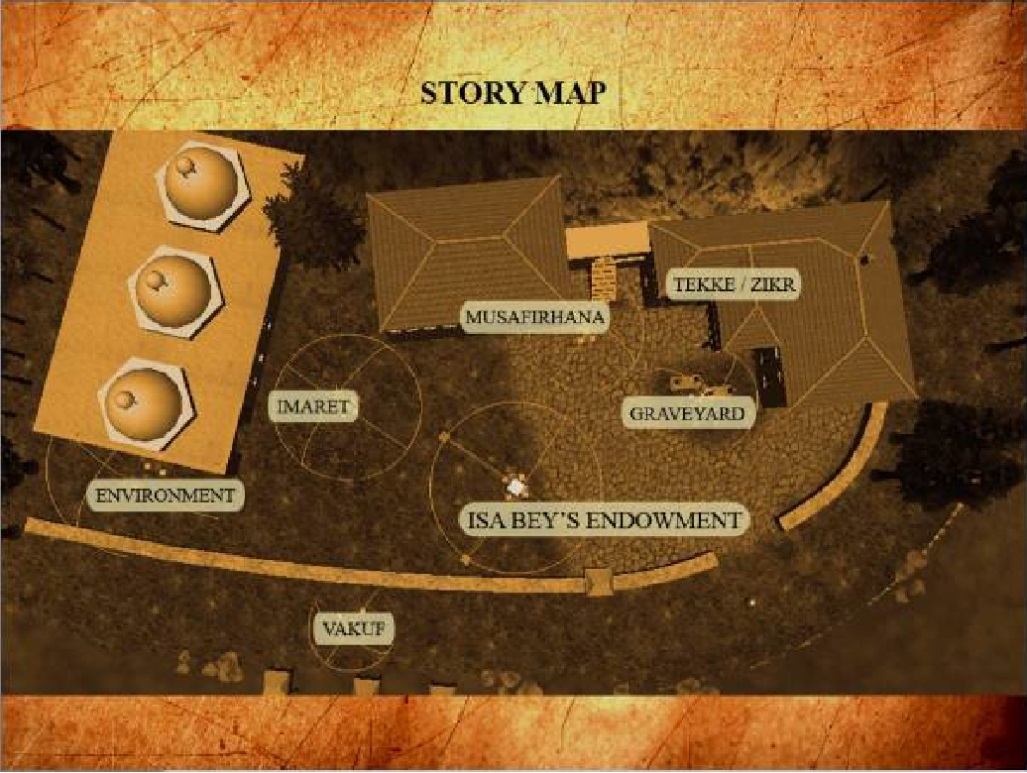 STORY MAP
TEKKE / ZIKR
MUSAFIRHANA
IMARET
GRAVEYARD
ENVIRONMENT
ISA BEY'S ENDOWMENT
VAKUF